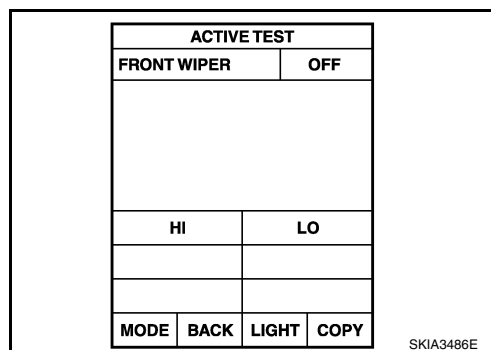 ACTIVE TEST
FRONT WIPER OFF
HI LO
MODE BACK LIGHT COPY
SKIA3486E